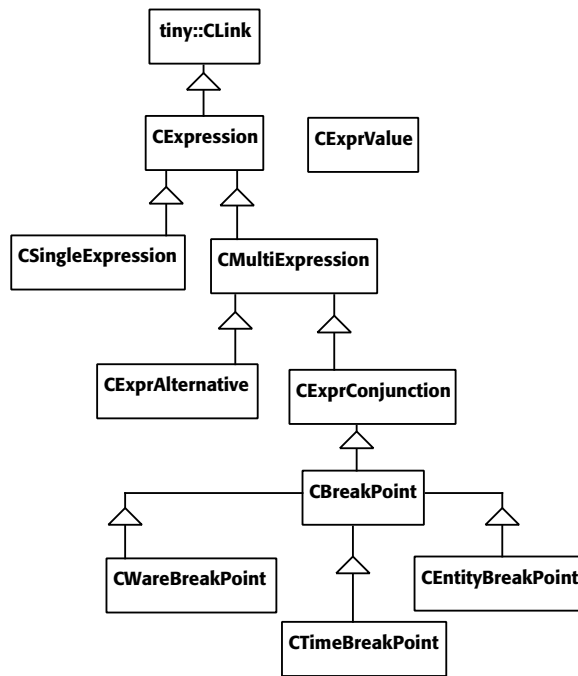 tiny::CLink
CExpression
CExprValue
CSingleExpression
CMultiExpression
CExprAlternative
CExprConjunction
CBreakPoint
CWareBreakPoint
CEntityBreakPoint
CTimeBreakPoint